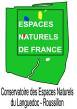 ESPACES
NATURELS
DE FRANCE
Conservatoire des Espaces Naturels
du Languedoc - Roussillon